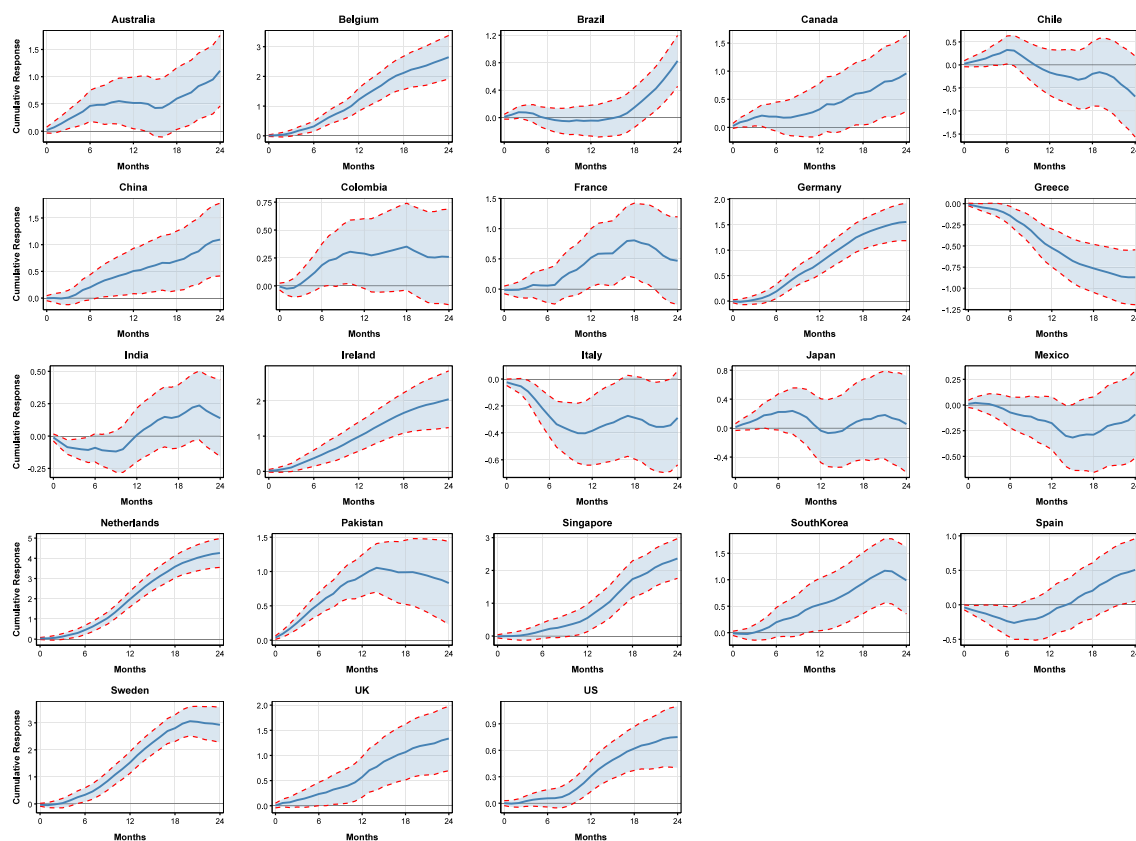 Australia
Belgium
Brazil
Canada
Chile
Cumulative Response
1.5
1.0
0.5
0.0
3
2
1
0
1.2
0.8
0.4
0.0
1.5
1.0
0.5
0.0
0.5
0.0
−0.5
−1.0
−1.5
0 6 12 18 24
0 6 12 18 24
0 6 12 18 24
0 6 12 18 24
0 6 12 18 24
Months
Months
Months
Months
Months
China
Colombia
France
Germany
Greece
Cumulative Response
1.5
1.0
0.5
0.0
0.75
0.50
0.25
0.00
1.5
1.0
0.5
0.0
2.0
1.5
1.0
0.5
0.0
0.00
−0.25
−0.50
−0.75
−1.00
−1.25
0 6 12 18 24
0 6 12 18 24
0 6 12 18 24
0 6 12 18 24
0 6 12 18 24
Months
Months
Months
Months
Months
India
Ireland
Italy
Japan
Mexico
Cumulative Response
0.50
0.25
0.00
−0.25
2
1
0
0.0
−0.2
−0.4
−0.6
0.8
0.4
0.0
−0.4
0.25
0.00
−0.25
−0.50
0 6 12 18 24
0 6 12 18 24
0 6 12 18 24
0 6 12 18 24
0 6 12 18 24
Months
Months
Months
Months
Months
Netherlands
Pakistan
Singapore
SouthKorea
Spain
Cumulative Response
5
4
3
2
1
0
1.5
1.0
0.5
0.0
3
2
1
0
1.5
1.0
0.5
0.0
1.0
0.5
0.0
−0.5
0 6 12 18 24
0 6 12 18 24
0 6 12 18 24
0 6 12 18 24
0 6 12 18 24
Months
Months
Months
Months
Months
Sweden
UK
US
Cumulative Response
3
2
1
0
2.0
1.5
1.0
0.5
0.0
0.9
0.6
0.3
0.0
0 6 12 18 24
0 6 12 18 24
0 6 12 18 24
Months
Months
Months